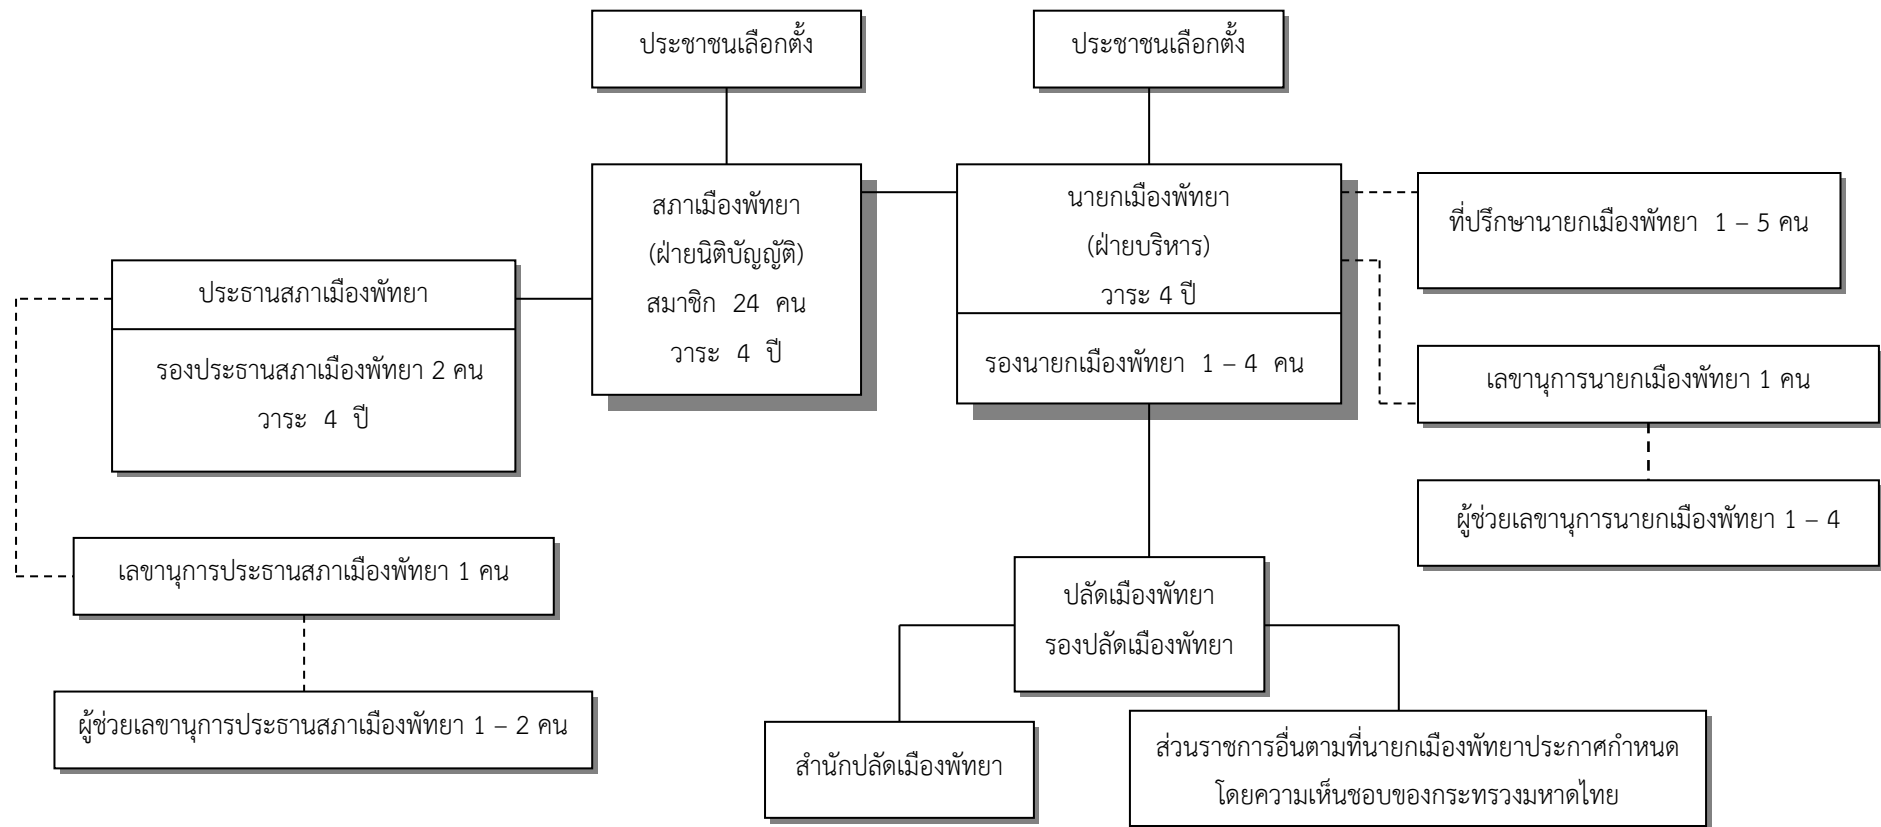 ประชาชนเลือกตั้ง
ประชาชนเลือกตั้ง
สภาเมืองพัทยา
(ฝ่ายนิติบัญญัติ)
สมาชิก 24 คน
วาระ 4 ปี
นายกเมืองพัทยา
(ฝ่ายบริหาร)
วาระ 4 ปี
รองนายกเมืองพัทยา 1 – 4 คน
ที่ปรึกษานายกเมืองพัทยา 1 – 5 คน
ประธานสภาเมืองพัทยา
รองประธานสภาเมืองพัทยา 2 คน
วาระ 4 ปี
เลขานุการนายกเมืองพัทยา 1 คน
ผู้ช่วยเลขานุการนายกเมืองพัทยา 1 – 4
เลขานุการประธานสภาเมืองพัทยา 1 คน
ผู้ช่วยเลขานุการประธานสภาเมืองพัทยา 1 – 2 คน
ปลัดเมืองพัทยา
รองปลัดเมืองพัทยา
สำนักปลัดเมืองพัทยา
ส่วนราชการอื่นตามที่นายกเมืองพัทยาประกาศกำหนด
โดยความเห็นชอบของกระทรวงมหาดไทย